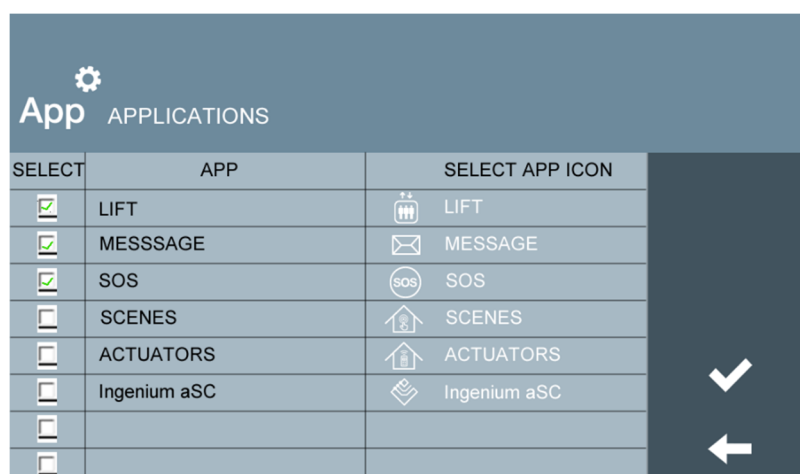 App APPLICATIONS
SELECT APP SELECT APP ICON
LIFT LIFT
MESSSAGE MESSAGE
SOS SOS SOS
SCENES SCENES
ACTUATORS ACTUATORS
Ingenium aSC Ingenium aSC